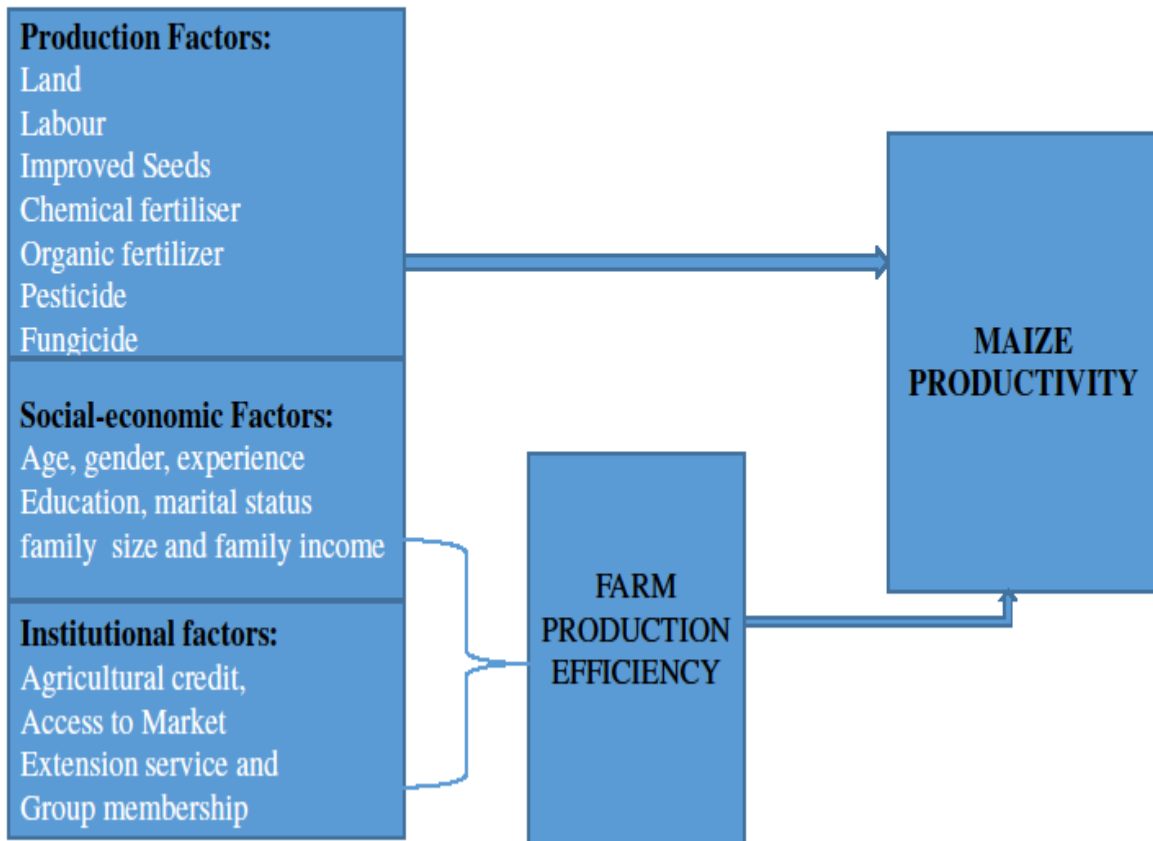 Production Factors:
Land
Labour
Improved Seeds
Chemical fertiliser
Organic fertilizer
Pesticide
Fungicide
Social-economic Factors:
Age, gender, experience
Education, marital status
family size and family income
Institutional factors:
Agricultural credit,
Access to Market
Extension service and
Group membership
FARM
PRODUCTION
EFFICIENCY
MAIZE
PRODUCTIVITY